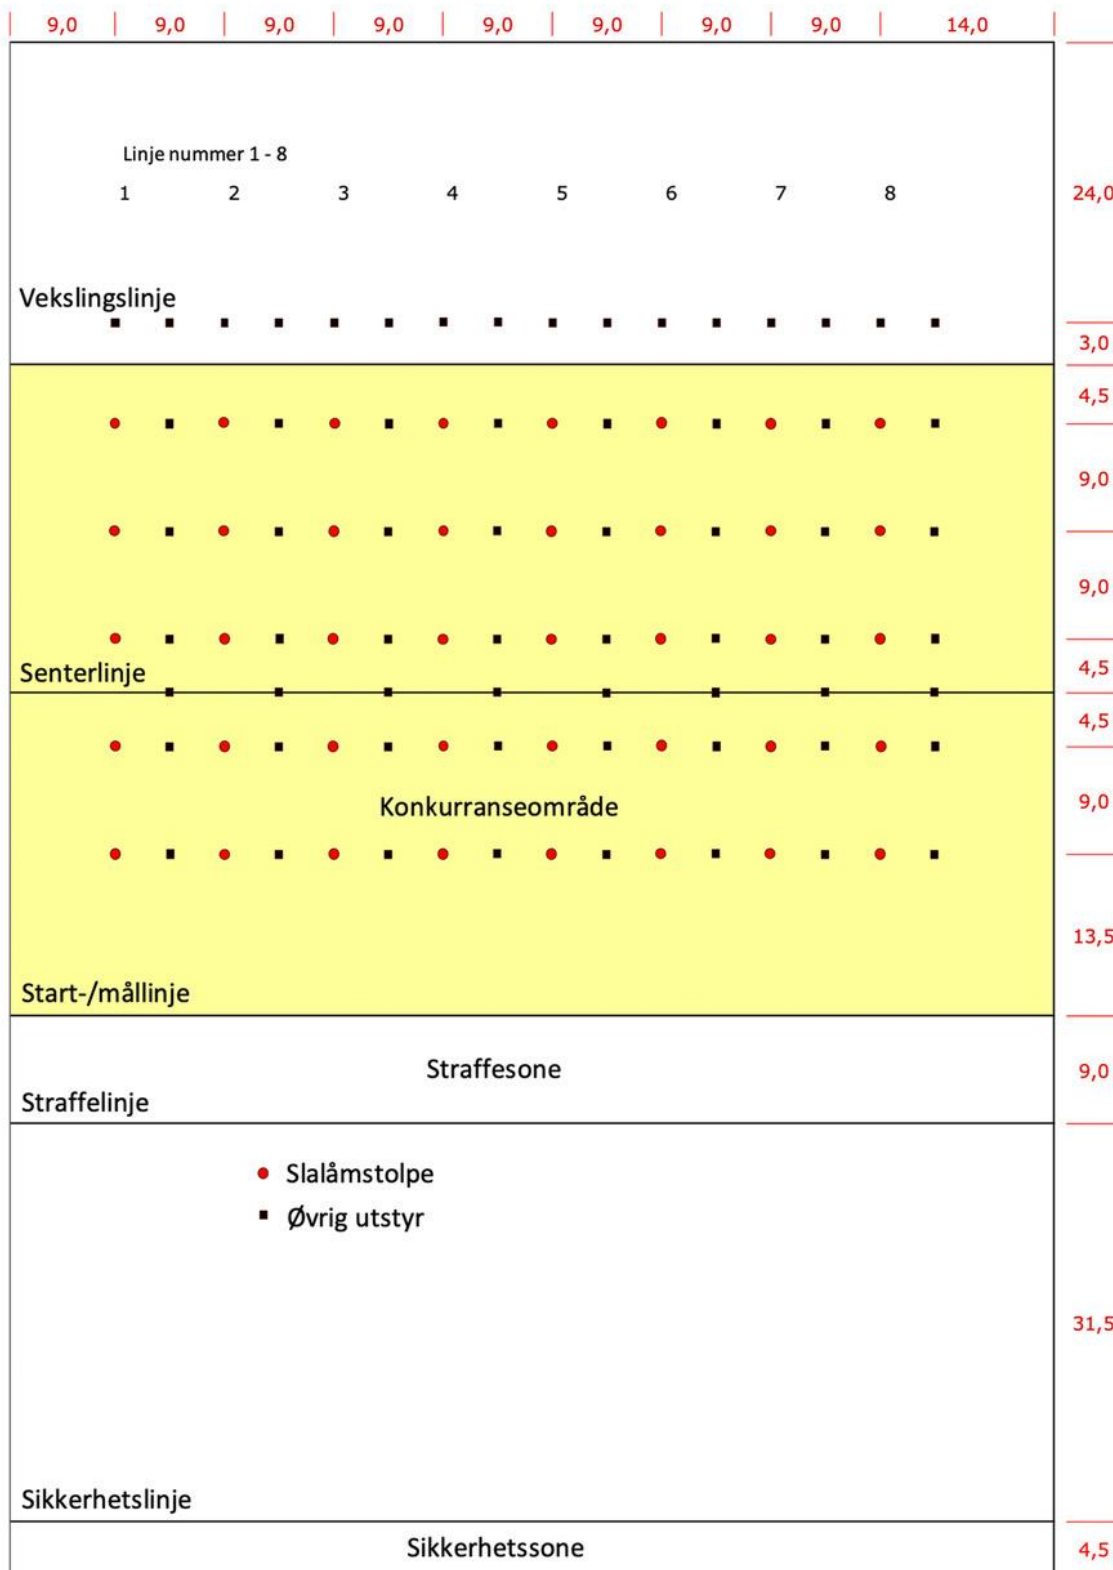 9,0 9,0 9,0 9,0 9,0 9,0 9,0 9,0 14,0
Linje nummer 1 - 8
1 2 3 4 5 6 7 8
24,0
Vekslingslinje
3,0
4,5
9,0
9,0
Senterlinje
4,5
4,5
Konkurranseområde
9,0
13,5
Start-/mållinje
Straffesone
9,0
Straffelinje
Slalåmstolpe
Øvrig utstyr
31,5
Sikkerhetslinje
Sikkerhetssone
4,5